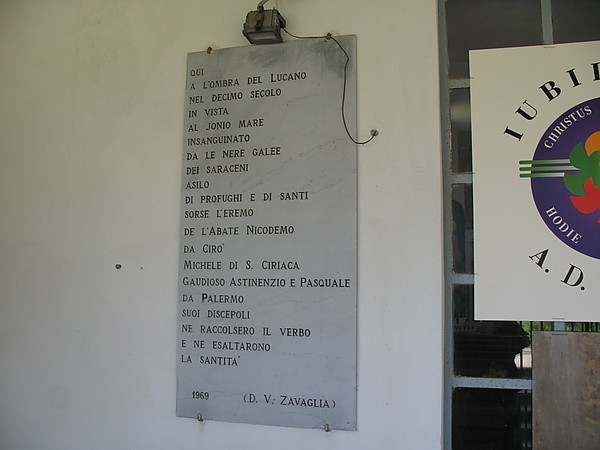 QUI
A L'OMBRA DEL LUCANO
NEL DECIMO SECOLO
IN VISTA
AL JONIO MARE
INSANGUINATO
DA LE NERE GALEE
DEI SARACENI
ASILO
DI PROFUGHI E DI SANTI
SORSE L'EREMO
DE L'ABATE NICODEMO
DA CIRO'
MICHELE DI S. CIRIACA
GAUDIOSO ASTINENZIO E PASQUALE
DA PALERMO
SUOI DISCEPOLI
NE RACCOLSERO IL VERBO
E NE ESALTARONO
LA SANTITA'
1969 (D. V. ZAVAGLIA)
CHRISTUS
HODIE
A. D.